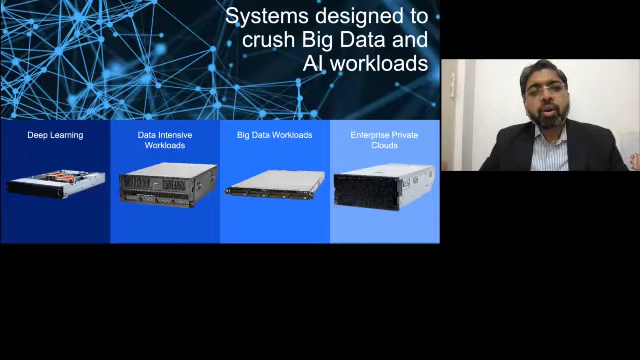 Systems designed to
crush Big Data and
AI workloads
Deep Learning
Data Intensive
Workloads
Big Data Workloads
Enterprise Private
Clouds